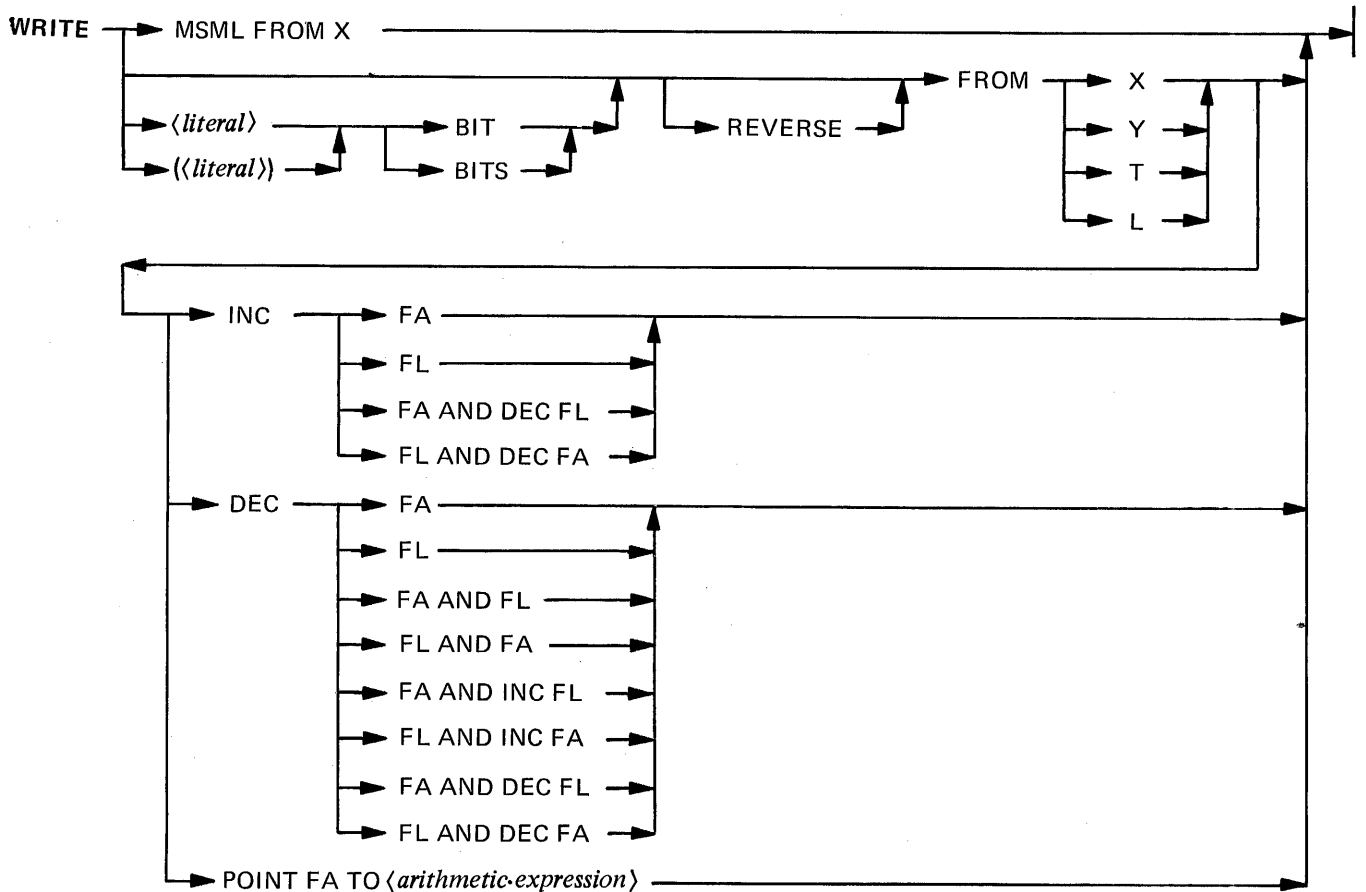 WRITE MSML FROM X
FROM X
⟨literal⟩ BIT REVERSE Y
(⟨literal⟩) BITS T
L
INC FA
FL
FA AND DEC FL
FL AND DEC FA
DEC FA
FL
FA AND FL
FL AND FA
FA AND INC FL
FL AND INC FA
FA AND DEC FL
FL AND DEC FA
POINT FA TO ⟨arithmetic·expression⟩